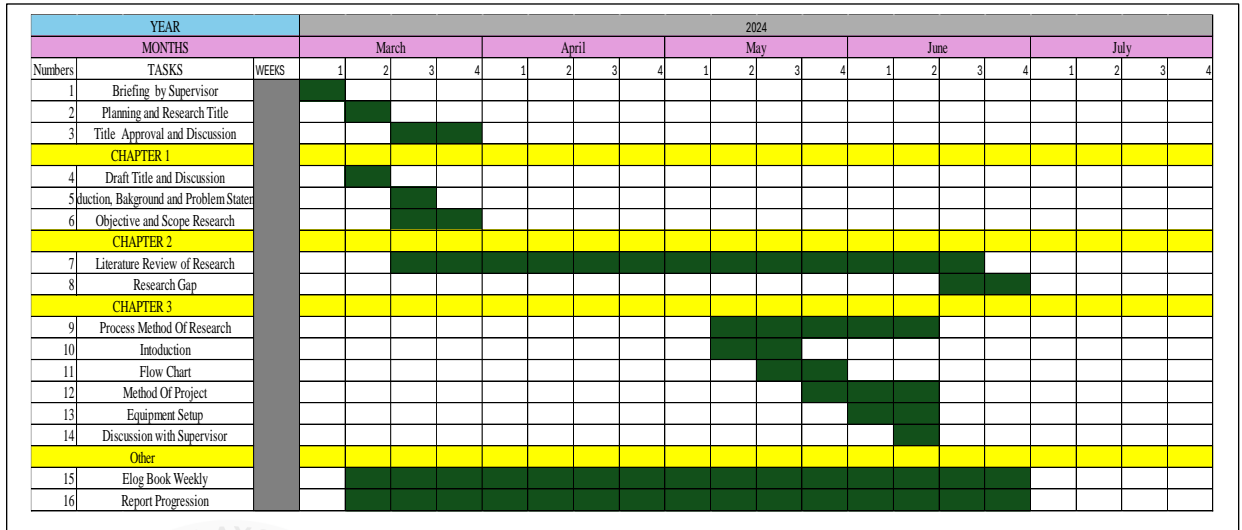 YEAR 2024
MONTHS March April May June July
Numbers TASKS WEEKS 1 2 3 4 1 2 3 4 1 2 3 4 1 2 3 4 1 2 3 4
1 Briefing by Supervisor
2 Planning and Research Title
3 Title Approval and Discussion
CHAPTER 1
4 Draft Title and Discussion
5 duction, Bakground and Problem Stater
6 Objective and Scope Research
CHAPTER 2
7 Literature Review of Research
8 Research Gap
CHAPTER 3
9 Process Method Of Research
10 Intoduction
11 Flow Chart
12 Method Of Project
13 Equipment Setup
14 Discussion with Supervisor
Other
15 Elog Book Weekly
16 Report Progression